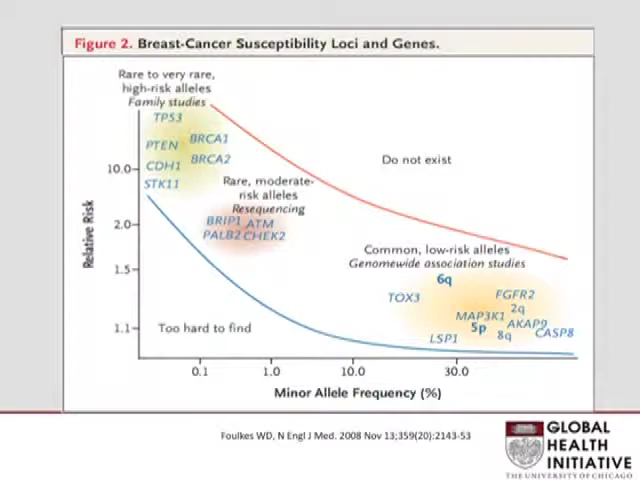 Figure 2. Breast-Cancer Susceptibility Loci and Genes.
Rare to very rare,
high-risk alleles
Family studies
TP53
BRCA1
PTEN
BRCA2
CDH1
STK11
Do not exist
Rare, moderate-
risk alleles
Resequencing
BRIP1 ATM
PALB2 CHEK2
Common, low-risk alleles
Genomewide association studies
6q
TOX3
FGFR2
2q
MAP3K1
AKAP9
5p
8q
CASP8
LSP1
Too hard to find
Relative Risk
10.0
2.0
1.5
1.1
0.1
1.0
10.0
30.0
Minor Allele Frequency (%)
Foulkes WD, N Engl J Med. 2008 Nov 13;359(20):2143-53
GLOBAL
HEALTH
INITIATIVE
THE UNIVERSITY OF CHICAGO